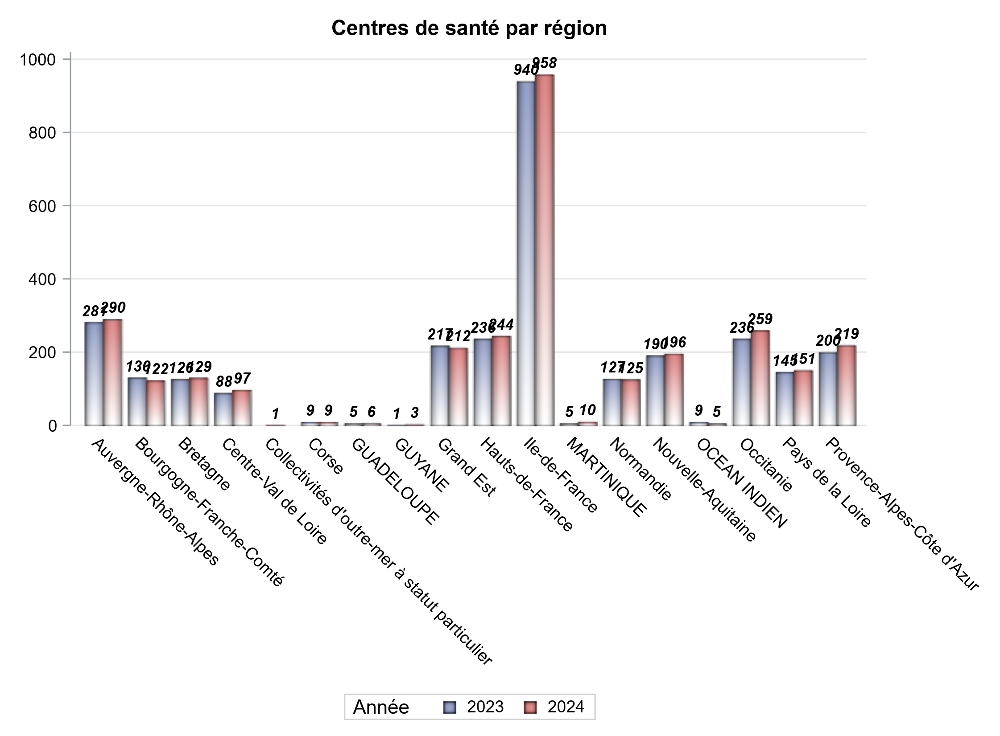 Centres de santé par région
1000
800
600
400
200
0
281 290
130 122
126 129
88 97
1
9 9
5 6
1 3
217 212
236 244
940 958
5 10
127 125
190 196
9 5
236 259
145 151
200 219
Auvergne-Rhône-Alpes
Bourgogne-Franche-Comté
Bretagne
Centre-Val de Loire
Collectivités d'outre-mer à statut particulier
Corse
GUADELOUPE
GUYANE
Grand Est
Hauts-de-France
Ile-de-France
MARTINIQUE
Normandie
Nouvelle-Aquitaine
OCEAN INDIEN
Occitanie
Pays de la Loire
Provence-Alpes-Côte d'Azur
Année 2023 2024